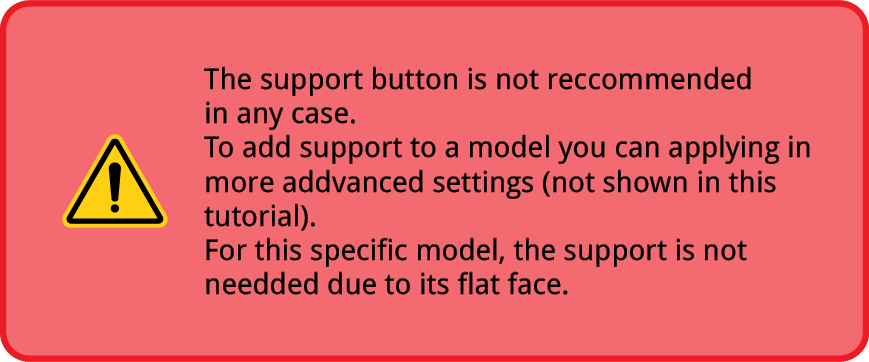 The support button is not reccommended
in any case.
To add support to a model you can applying in
more addvanced settings (not shown in this
tutorial).
For this specific model, the support is not
needded due to its flat face.